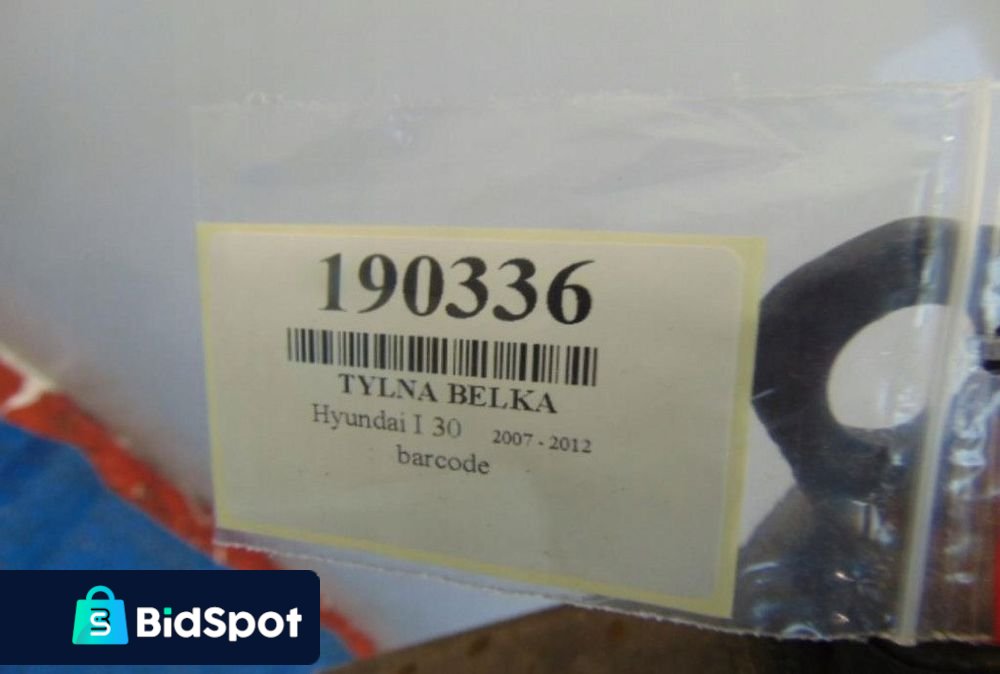 190336
TYLNA BELKA
Hyundai I 30 2007 - 2012
barcode
BidSpot